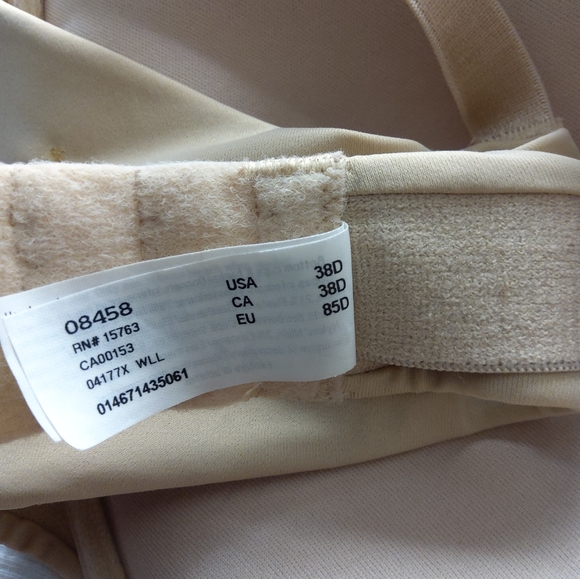 08458
RN# 15763
CA00153
04177X WLL
014671435061
USA 38D
CA 38D
EU 85D